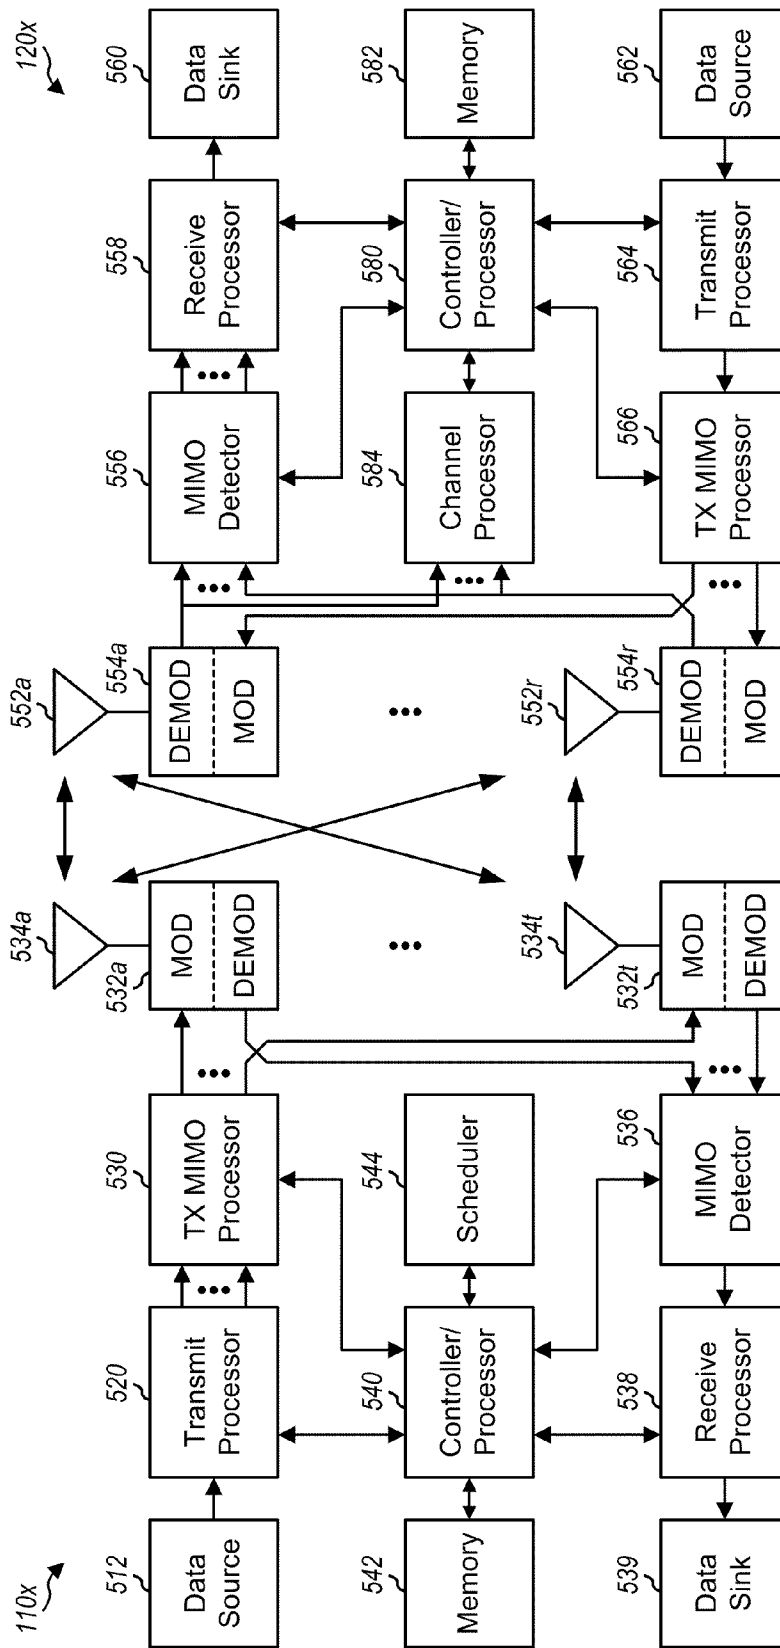 110x
120x
512
Data
Source
520
Transmit
Processor
530
TX MIMO
Processor
532a
MOD
DEMOD
534a
552a
554a
DEMOD
MOD
556
MIMO
Detector
558
Receive
Processor
560
Data
Sink
542
Memory
540
Controller/
Processor
544
Scheduler
584
Channel
Processor
580
Controller/
Processor
582
Memory
539
Data
Sink
538
Receive
Processor
536
MIMO
Detector
532t
MOD
DEMOD
534t
552r
554r
DEMOD
MOD
566
TX MIMO
Processor
564
Transmit
Processor
562
Data
Source